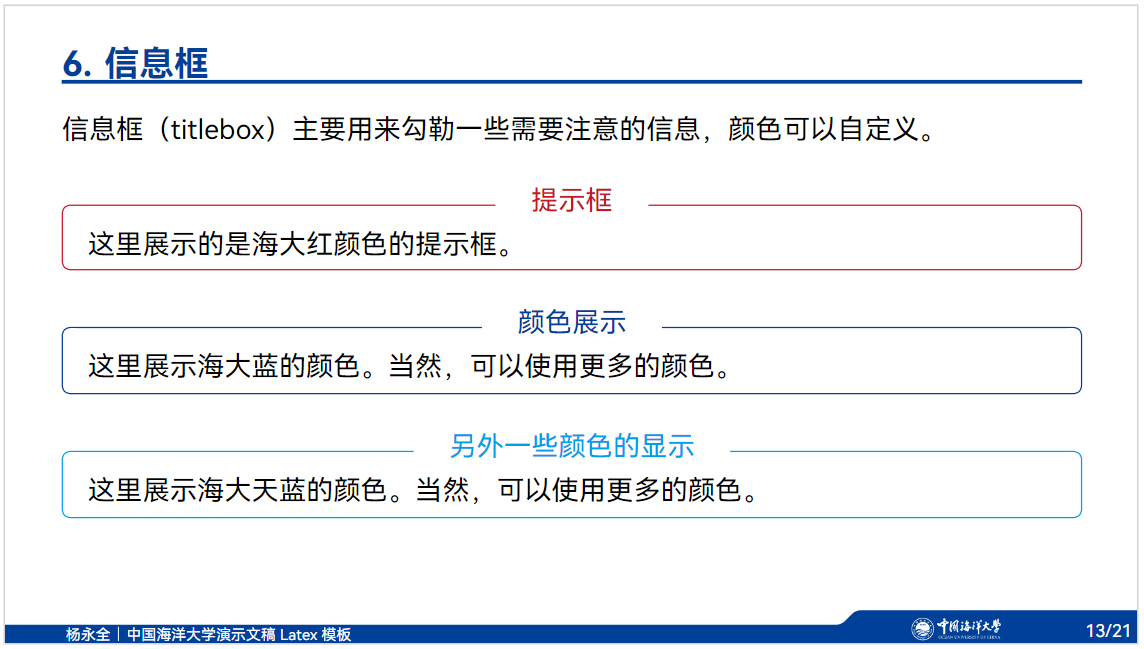 6. 信息框
信息框（titlebox）主要用来勾勒一些需要注意的信息，颜色可以自定义。
提示框
这里展示的是海大红颜色的提示框。
颜色展示
这里展示海大蓝的颜色。当然，可以使用更多的颜色。
另外一些颜色的显示
这里展示海大天蓝的颜色。当然，可以使用更多的颜色。
杨永全｜中国海洋大学演示文稿 Latex 模板
中国海洋大学
OCEAN UNIVERSITY OF CHINA
13/21